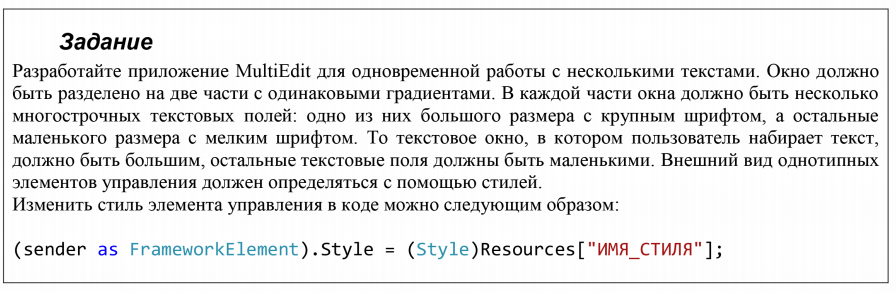 Задание
Разработайте приложение MultiEdit для одновременной работы с несколькими текстами. Окно должно
быть разделено на две части с одинаковыми градиентами. В каждой части окна должно быть несколько
многострочных текстовых полей: одно из них большого размера с крупным шрифтом, а остальные
маленького размера с мелким шрифтом. То текстовое окно, в котором пользователь набирает текст,
должно быть большим, остальные текстовые поля должны быть маленькими. Внешний вид однотипных
элементов управления должен определяться с помощью стилей.
Изменить стиль элемента управления в коде можно следующим образом:
(sender as FrameworkElement).Style = (Style)Resources["ИМЯ_СТИЛЯ"];